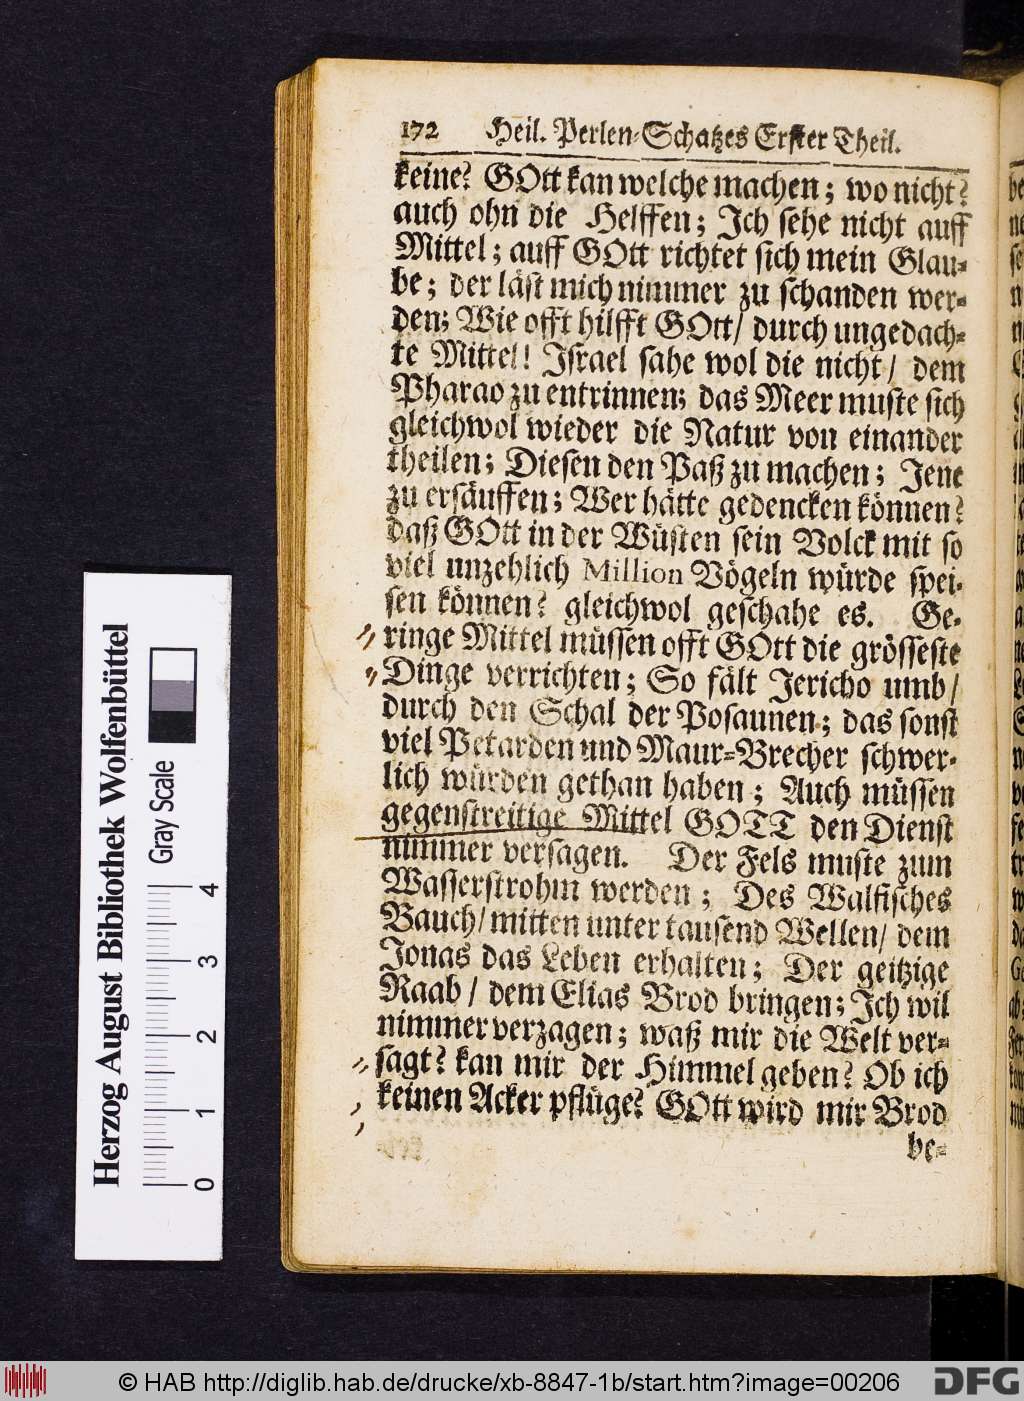 172 Heil. Perlen-Schatzes Erster Theil.
keine? GOtt kan welche machen; wo nicht?
auch ohn die Helffen; Ich sehe nicht auff
Mittel; auff GOtt richtet sich mein Glau-
be; der läst mich nimmer zu schanden wer-
den; Wie offt hilfft GOtt/ durch ungedach-
te Mittel! Israel sahe wol die nicht/ dem
Pharao zu entrinnen; das Meer muste sich
gleichwol wieder die Natur von einander
theilen; Diesen den Paß zu machen; Jene
zu ersäuffen; Wer hätte gedencken können?
daß GOtt in der Wüsten sein Volck mit so
viel unzehlich Million Vögeln würde spei-
sen können? gleichwol geschahe es. Ge-
ringe Mittel müssen offt GOtt die grösseste
Dinge verrichten; So fält Jericho umb/
durch den Schal der Posaunen; das sonst
viel Petarden und Maur-Brecher schwer-
lich würden gethan haben; Auch müssen
gegenstreitige Mittel GOTT den Dienst
nimmer versagen. Der Fels muste zum
Wasserstrohm werden; Des Walfisches
Bauch/ mitten unter tausend Wellen/ dem
Jonas das Leben erhalten; Der geitzige
Raab/ dem Elias Brod bringen; Ich wil
nimmer verzagen; waß mir die Welt ver-
sagt? kan mir der Himmel geben? Ob ich
keinen Acker pflüge? GOtt wird mir Brod
be-
Herzog August Bibliothek Wolfenbüttel
Gray Scale
0 1 2 3 4
© HAB http://diglib.hab.de/drucke/xb-8847-1b/start.htm?image=00206
DFG